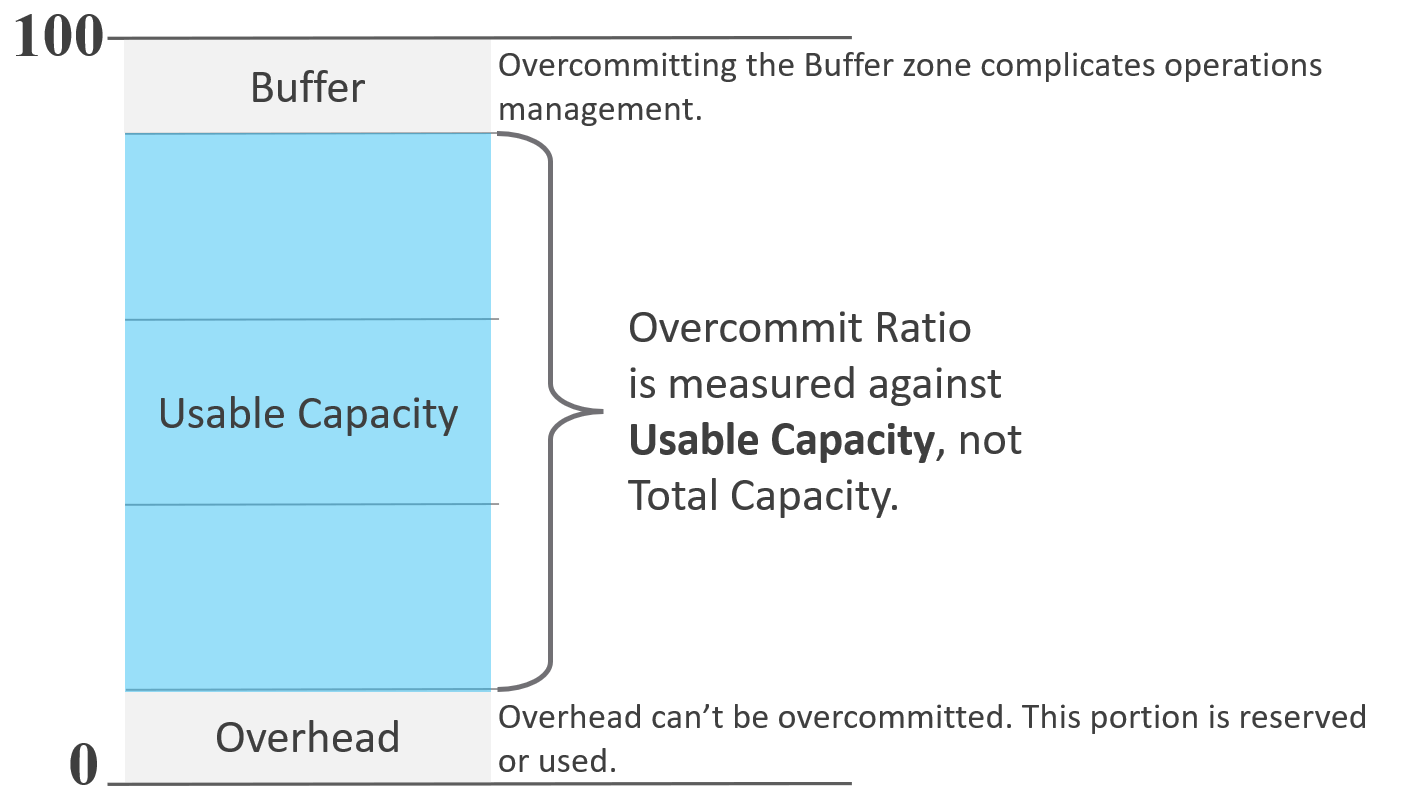 100
Buffer
Overcommitting the Buffer zone complicates operations
management.
Usable Capacity
Overcommit Ratio
is measured against
Usable Capacity, not
Total Capacity.
Overhead
Overhead can’t be overcommitted. This portion is reserved
or used.
0